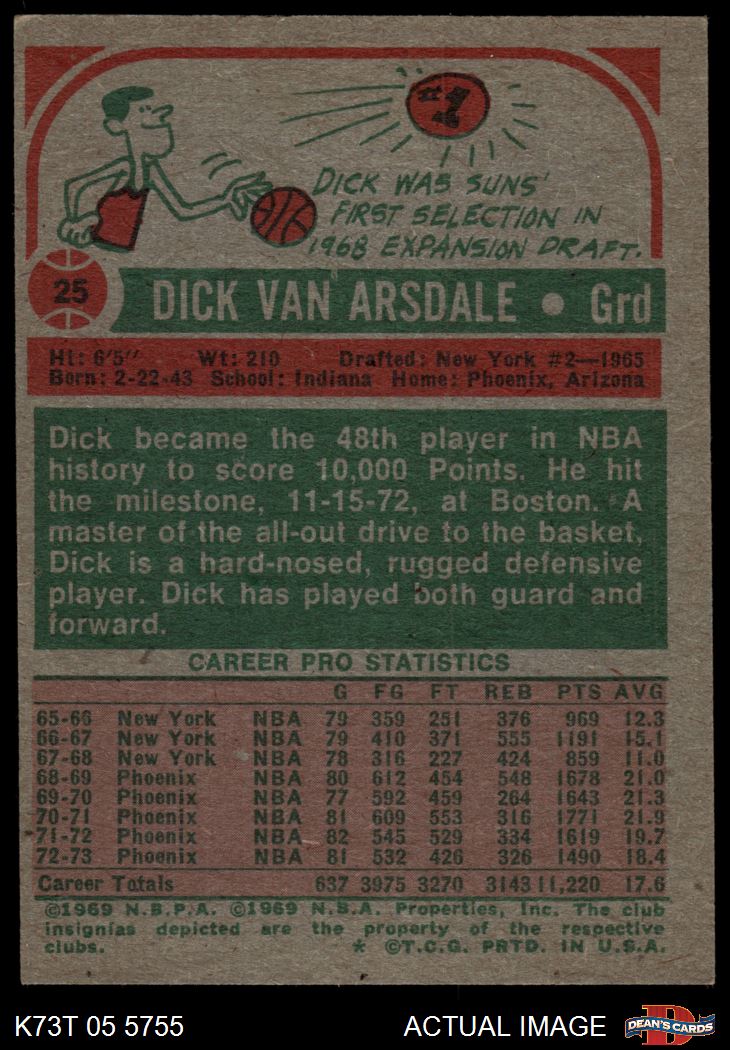 #1
DICK WAS SUNS'
FIRST SELECTION IN
1968 EXPANSION DRAFT.
25 DICK VAN ARSDALE • Grd
Ht: 6'5" Wt: 210 Drafted: New York #2—1965
Born: 2-22-43 School: Indiana Home: Phoenix, Arizona
Dick became the 48th player in NBA
history to score 10,000 Points. He hit
the milestone, 11-15-72, at Boston. A
master of the all-out drive to the basket,
Dick is a hard-nosed, rugged defensive
player. Dick has played both guard and
forward.
CAREER PRO STATISTICS
G FG FT REB PTS AVG
65-66 New York NBA 79 359 251 376 969 12.3
66-67 New York NBA 79 410 371 555 1191 15.1
67-68 New York NBA 78 316 227 424 859 11.0
68-69 Phoenix NBA 80 612 454 548 1678 21.0
69-70 Phoenix NBA 77 592 459 264 1643 21.3
70-71 Phoenix NBA 81 609 553 316 1771 21.9
71-72 Phoenix NBA 82 545 529 334 1619 19.7
72-73 Phoenix NBA 81 532 426 326 1490 18.4
Career Totals 637 3975 3270 3143 11,220 17.6
©1969 N.B.P.A. ©1969 N.B.A. Properties, Inc. The club
insignias depicted are the property of the respective
clubs. * ©T.C.G. PRTD. IN U.S.A.
K73T 05 5755 ACTUAL IMAGE D DEAN'S CARDS